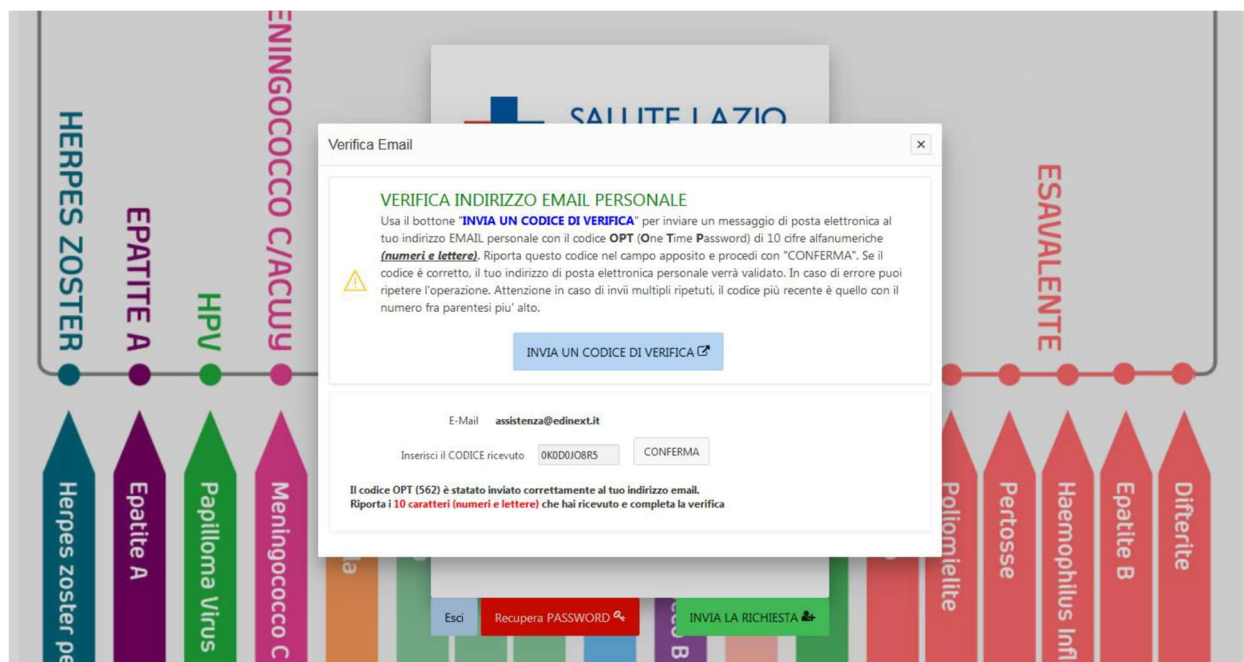 HERPES ZOSTER
EPATITE A
HPV
MENINGOCOCCO C/ACWY
ESAVALENTE
SALUTE LAZIO
Verifica Email
VERIFICA INDIRIZZO EMAIL PERSONALE
Usa il bottone "INVIA UN CODICE DI VERIFICA" per inviare un messaggio di posta elettronica al
tuo indirizzo EMAIL personale con il codice OPT (One Time Password) di 10 cifre alfanumeriche
(numeri e lettere). Riporta questo codice nel campo apposito e procedi con "CONFERMA". Se il
codice è corretto, il tuo indirizzo di posta elettronica personale verrà validato. In caso di errore puoi
ripetere l'operazione. Attenzione in caso di invii multipli ripetuti, il codice più recente è quello con il
numero fra parentesi piu' alto.
INVIA UN CODICE DI VERIFICA
E-Mail assistenza@edinext.it
Inserisci il CODICE ricevuto 0K0D0JO8R5 CONFERMA
Il codice OPT (562) è statato inviato correttamente al tuo indirizzo email.
Riporta i 10 caratteri (numeri e lettere) che hai ricevuto e completa la verifica
Herpes zoster pe
Epatite A
Papilloma Virus
Meningococco C
la
Poliomielite
Pertosse
Haemophilus Infl
Epatite B
Difterite
Esci
Recupera PASSWORD
INVIA LA RICHIESTA